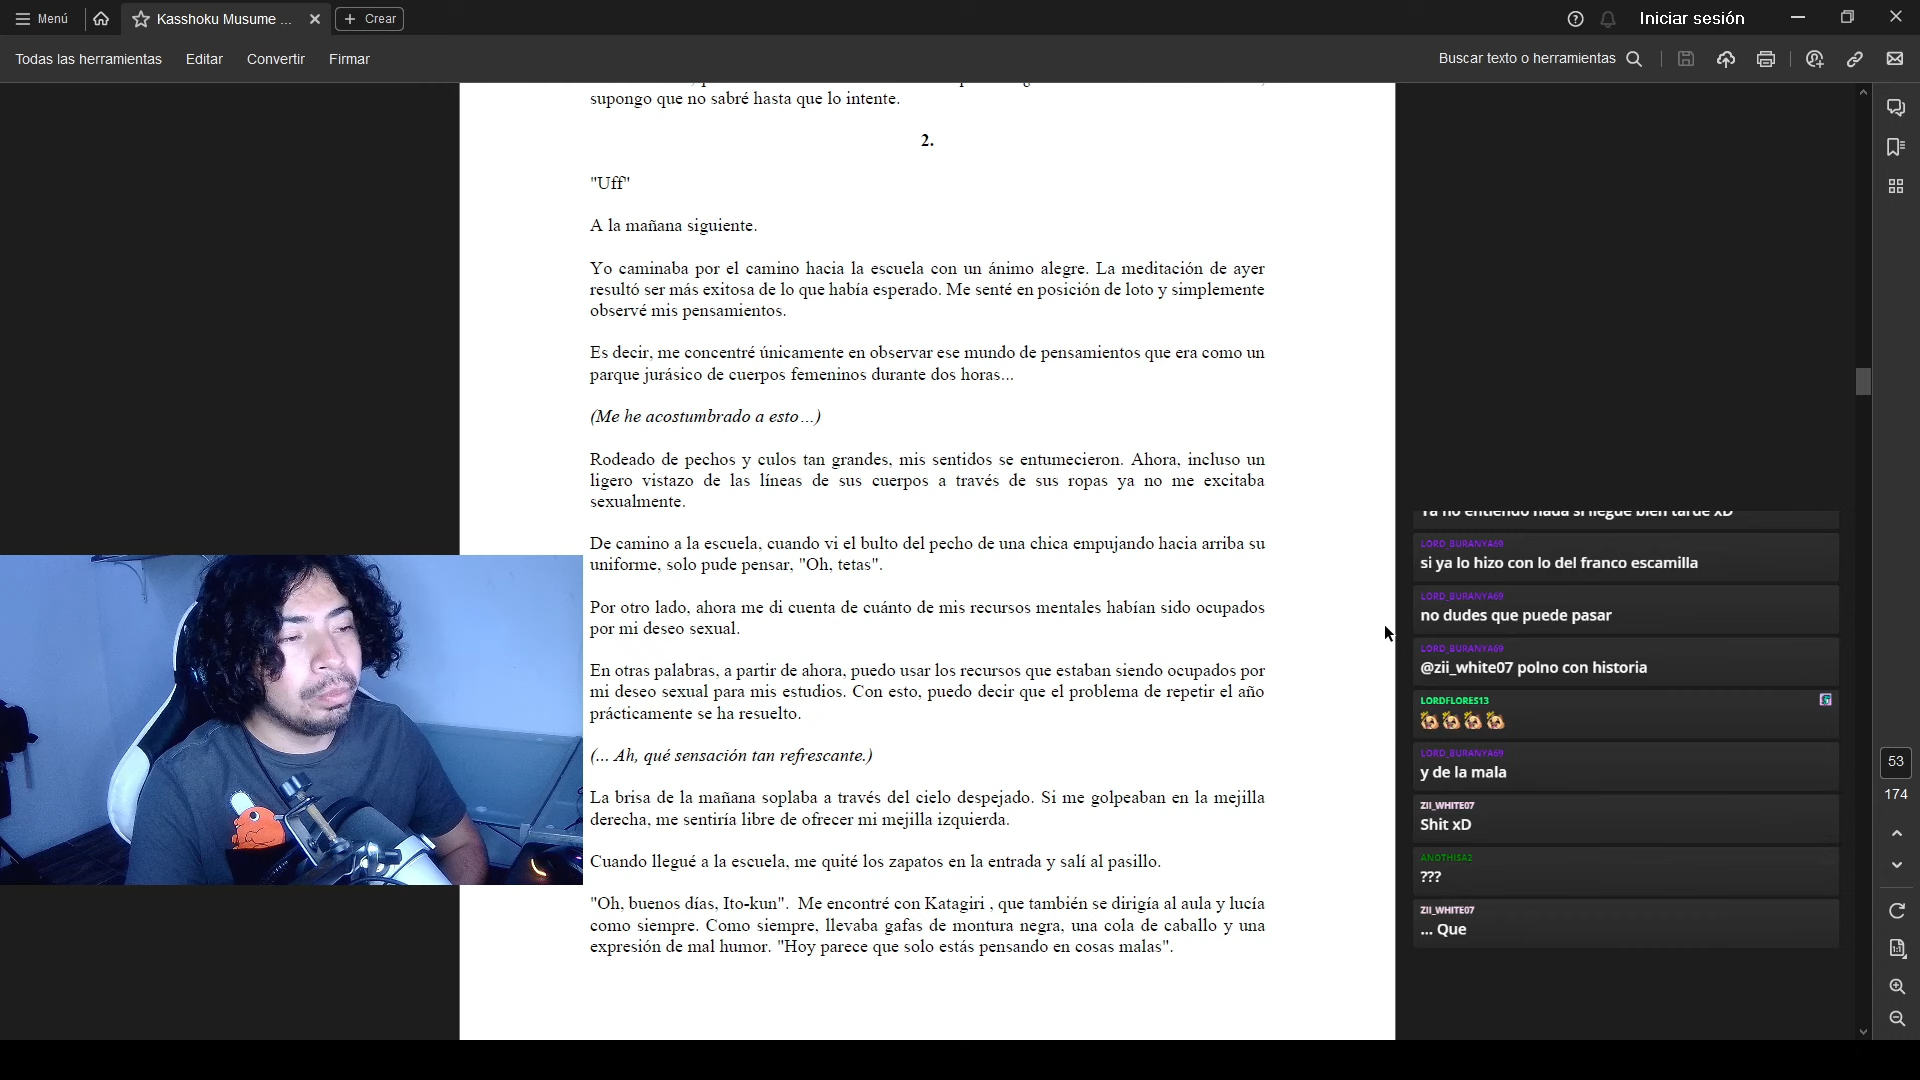 Menú
Kasshoku Musume ...
Crear
Iniciar sesión
Todas las herramientas
Editar
Convertir
Firmar
Buscar texto o herramientas
supongo que no sabré hasta que lo intente.
2.
"Uff"
A la mañana siguiente.
Yo caminaba por el camino hacia la escuela con un ánimo alegre. La meditación de ayer
resultó ser más exitosa de lo que había esperado. Me senté en posición de loto y simplemente
observé mis pensamientos.
Es decir, me concentré únicamente en observar ese mundo de pensamientos que era como un
parque jurásico de cuerpos femeninos durante dos horas...
(Me he acostumbrado a esto…)
Rodeado de pechos y culos tan grandes, mis sentidos se entumecieron. Ahora, incluso un
ligero vistazo de las líneas de sus cuerpos a través de sus ropas ya no me excitaba
sexualmente.
De camino a la escuela, cuando vi el bulto del pecho de una chica empujando hacia arriba su
uniforme, solo pude pensar, "Oh, tetas".
Por otro lado, ahora me di cuenta de cuánto de mis recursos mentales habían sido ocupados
por mi deseo sexual.
En otras palabras, a partir de ahora, puedo usar los recursos que estaban siendo ocupados por
mi deseo sexual para mis estudios. Con esto, puedo decir que el problema de repetir el año
prácticamente se ha resuelto.
(... Ah, qué sensación tan refrescante.)
La brisa de la mañana soplaba a través del cielo despejado. Si me golpeaban en la mejilla
derecha, me sentiría libre de ofrecer mi mejilla izquierda.
Cuando llegué a la escuela, me quité los zapatos en la entrada y salí al pasillo.
"Oh, buenos días, Ito-kun".  Me encontré con Katagiri , que también se dirigía al aula y lucía
como siempre. Como siempre, llevaba gafas de montura negra, una cola de caballo y una
expresión de mal humor. "Hoy parece que solo estás pensando en cosas malas".
Ya no entiendo nada si llegue bien tarde xD
LORD_BURANYA69
si ya lo hizo con lo del franco escamilla
LORD_BURANYA69
no dudes que puede pasar
LORD_BURANYA69
@zii_white07 polno con historia
LORDFLORES13
LORD_BURANYA69
y de la mala
ZII_WHITE07
Shit xD
ANOTHISA2
???
ZII_WHITE07
... Que
53
174
1:1